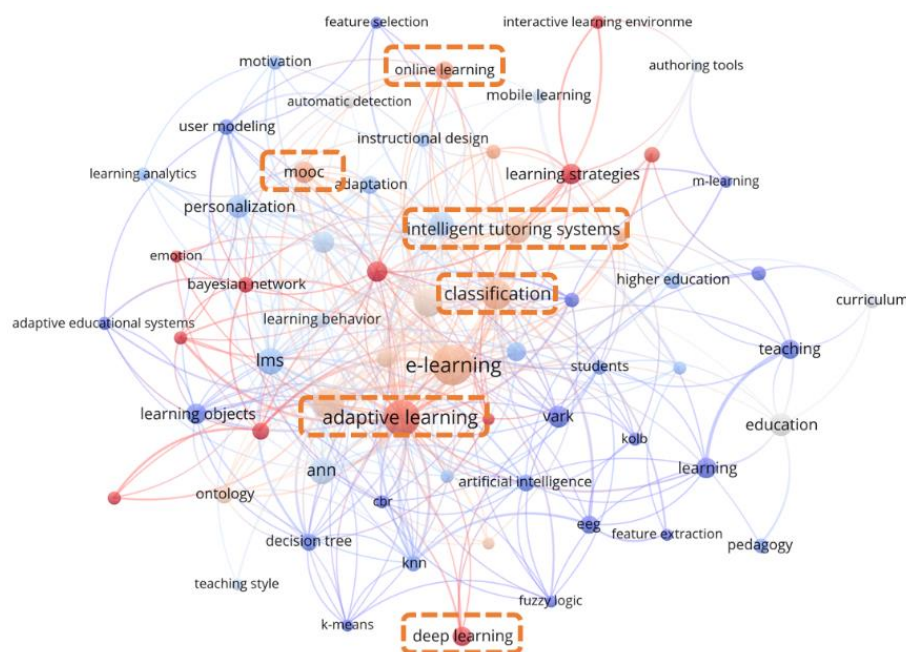 feature selection
interactive learning environme
motivation
online learning
authoring tools
automatic detection
mobile learning
user modeling
instructional design
learning analytics
mooc
adaptation
learning strategies
m-learning
personalization
intelligent tutoring systems
emotion
bayesian network
classification
higher education
curriculum
adaptive educational systems
learning behavior
lms
e-learning
students
teaching
learning objects
adaptive learning
vark
kolb
education
ann
artificial intelligence
learning
ontology
cbr
decision tree
knn
eeg
feature extraction
pedagogy
teaching style
k-means
fuzzy logic
deep learning